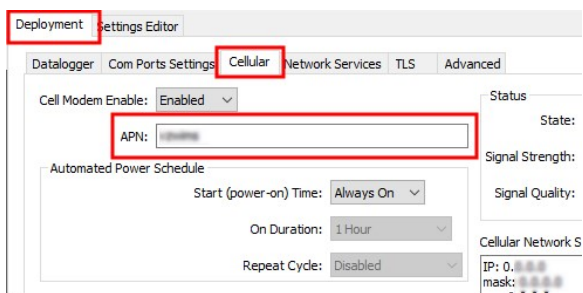 Deployment Settings Editor
Datalogger Com Ports Settings Cellular Network Services TLS Advanced
Cell Modem Enable: Enabled
Status
State:
APN:
Signal Strength:
Automated Power Schedule
Start (power-on) Time: Always On
Signal Quality:
On Duration: 1 Hour
Cellular Network S
Repeat Cycle: Disabled
IP: 0.
mask: